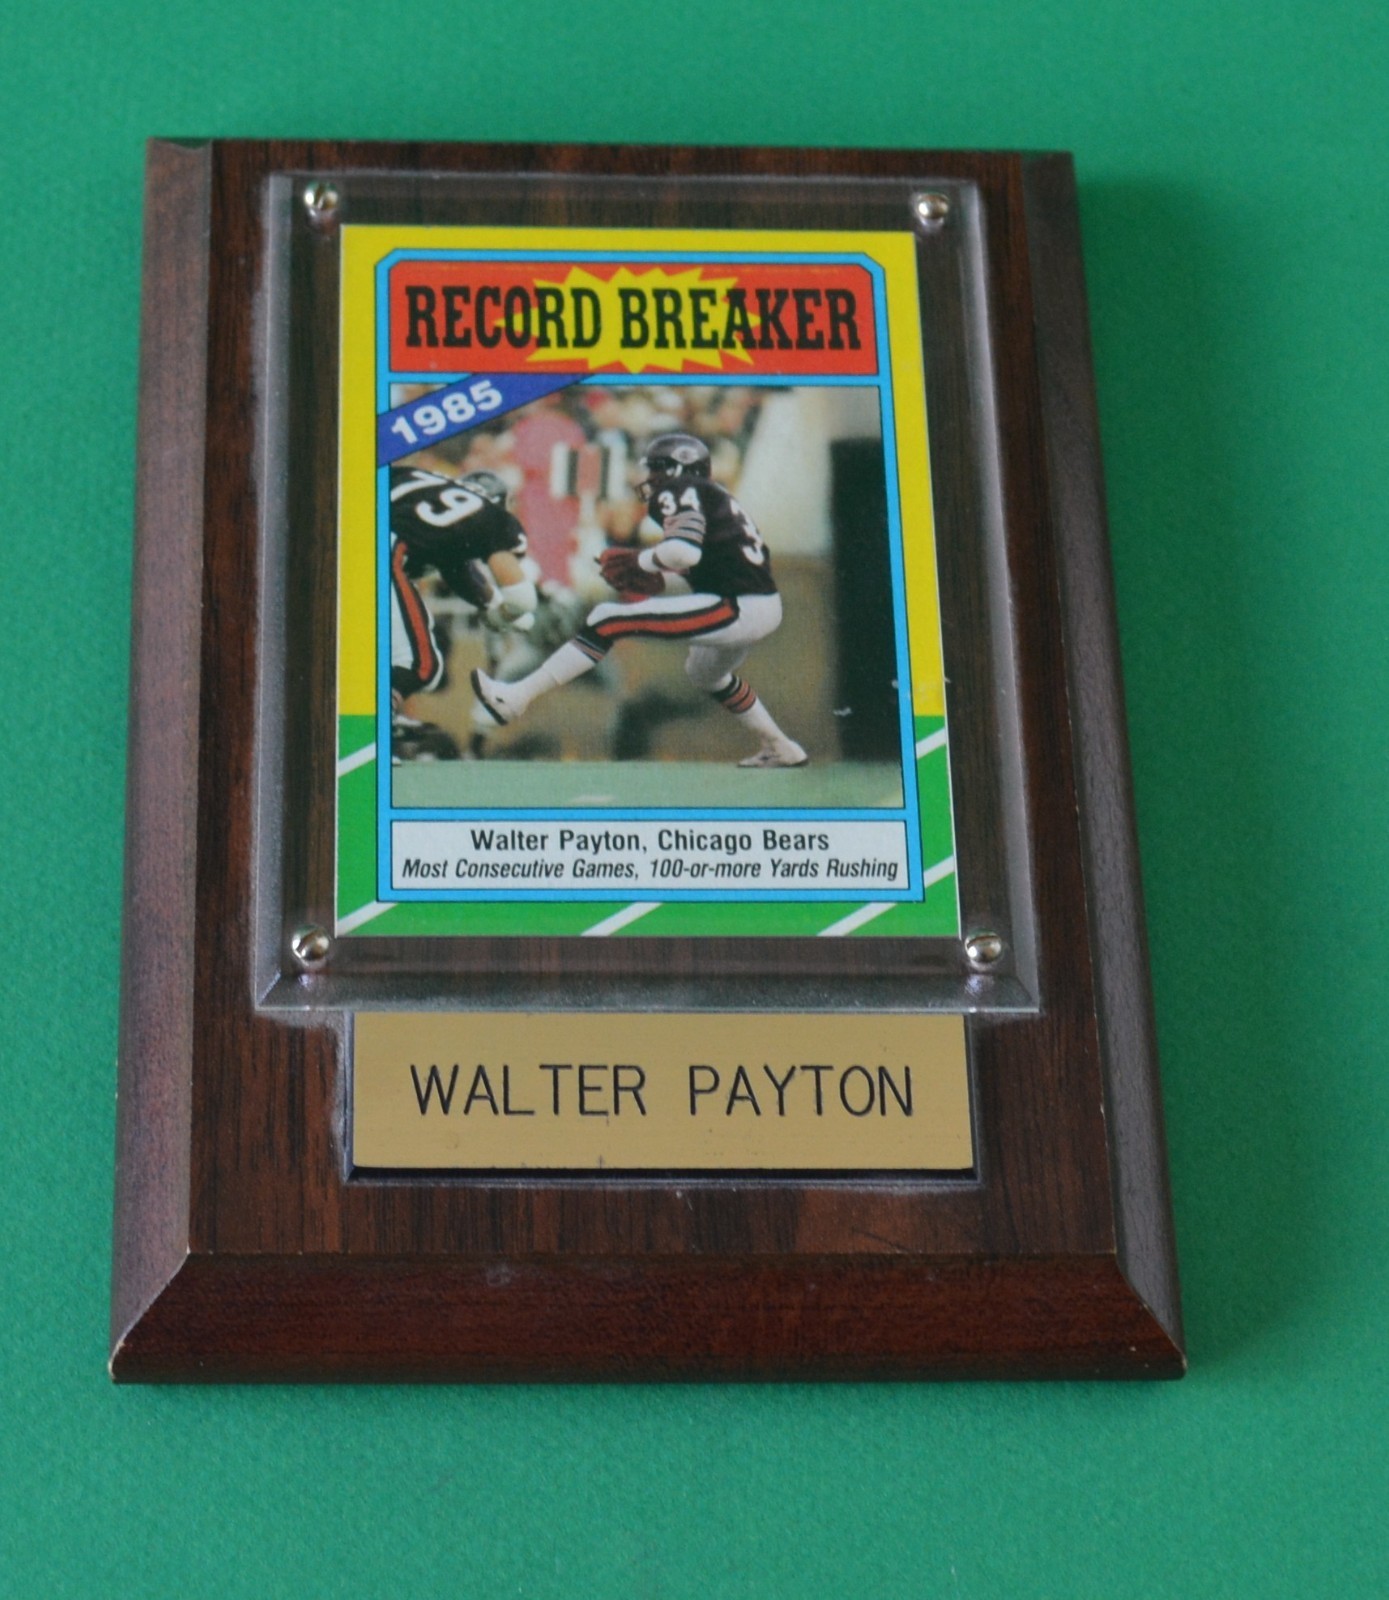 RECORD BREAKER
1985
79
34
Walter Payton, Chicago Bears
Most Consecutive Games, 100-or-more Yards Rushing
WALTER PAYTON